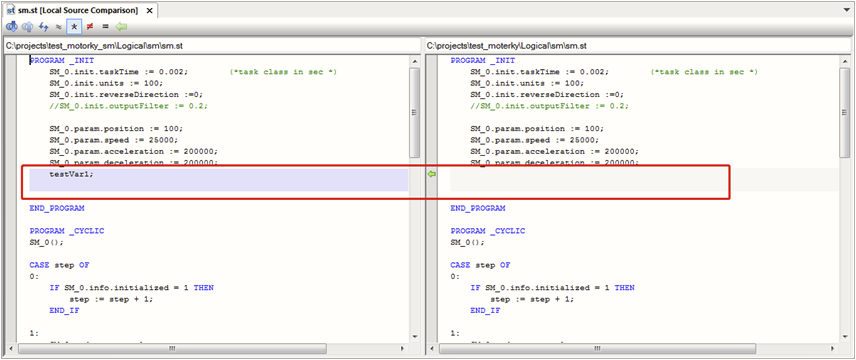 sm.st [Local Source Comparison]
C:\projects\test_motorky_sm\Logical\sm\sm.st
PROGRAM _INIT
SM_0.init.taskTime := 0.002; (*task class in sec *)
SM_0.init.units := 100;
SM_0.init.reverseDirection :=0;
//SM_0.init.outputFilter := 0.2;
SM_0.param.position := 100;
SM_0.param.speed := 25000;
SM_0.param.acceleration := 200000;
SM_0.param.deceleration := 200000;
testVar1;
END_PROGRAM
PROGRAM _CYCLIC
SM_0();
CASE step OF
0:
IF SM_0.info.initialized = 1 THEN
step := step + 1;
END_IF
1:
C:\projects\test_moterky\Logical\sm\sm.st
PROGRAM _INIT
SM_0.init.taskTime := 0.002; (*task class in sec *)
SM_0.init.units := 100;
SM_0.init.reverseDirection :=0;
//SM_0.init.outputFilter := 0.2;
SM_0.param.position := 100;
SM_0.param.speed := 25000;
SM_0.param.acceleration := 200000;
SM_0.param.deceleration := 200000;
END_PROGRAM
PROGRAM _CYCLIC
SM_0();
CASE step OF
0:
IF SM_0.info.initialized = 1 THEN
step := step + 1;
END_IF
1: